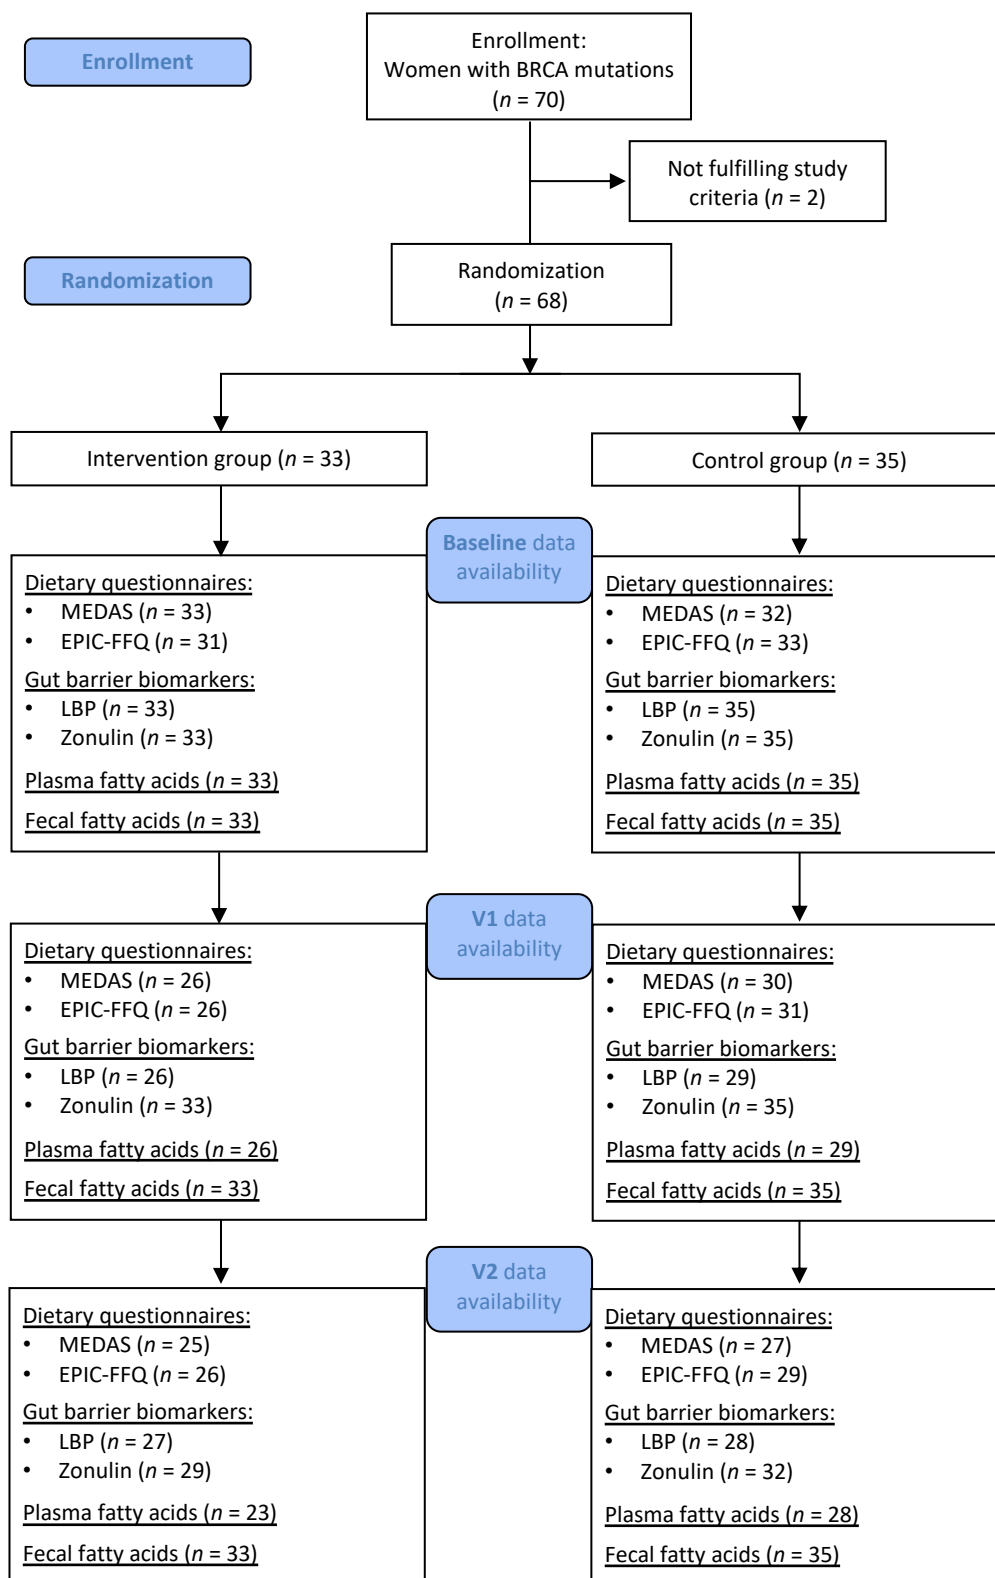 Enrollment
Enrollment:
Women with BRCA mutations
(n = 70)
Not fulfilling study
criteria (n = 2)
Randomization
Randomization
(n = 68)
Intervention group (n = 33)
Control group (n = 35)
Baseline data
availability
Dietary questionnaires:
• MEDAS (n = 33)
• EPIC-FFQ (n = 31)
Gut barrier biomarkers:
• LBP (n = 33)
• Zonulin (n = 33)
Plasma fatty acids (n = 33)
Fecal fatty acids (n = 33)
Dietary questionnaires:
• MEDAS (n = 32)
• EPIC-FFQ (n = 33)
Gut barrier biomarkers:
• LBP (n = 35)
• Zonulin (n = 35)
Plasma fatty acids (n = 35)
Fecal fatty acids (n = 35)
V1 data
availability
Dietary questionnaires:
• MEDAS (n = 26)
• EPIC-FFQ (n = 26)
Gut barrier biomarkers:
• LBP (n = 26)
• Zonulin (n = 33)
Plasma fatty acids (n = 26)
Fecal fatty acids (n = 33)
Dietary questionnaires:
• MEDAS (n = 30)
• EPIC-FFQ (n = 31)
Gut barrier biomarkers:
• LBP (n = 29)
• Zonulin (n = 35)
Plasma fatty acids (n = 29)
Fecal fatty acids (n = 35)
V2 data
availability
Dietary questionnaires:
• MEDAS (n = 25)
• EPIC-FFQ (n = 26)
Gut barrier biomarkers:
• LBP (n = 27)
• Zonulin (n = 29)
Plasma fatty acids (n = 23)
Fecal fatty acids (n = 33)
Dietary questionnaires:
• MEDAS (n = 27)
• EPIC-FFQ (n = 29)
Gut barrier biomarkers:
• LBP (n = 28)
• Zonulin (n = 32)
Plasma fatty acids (n = 28)
Fecal fatty acids (n = 35)